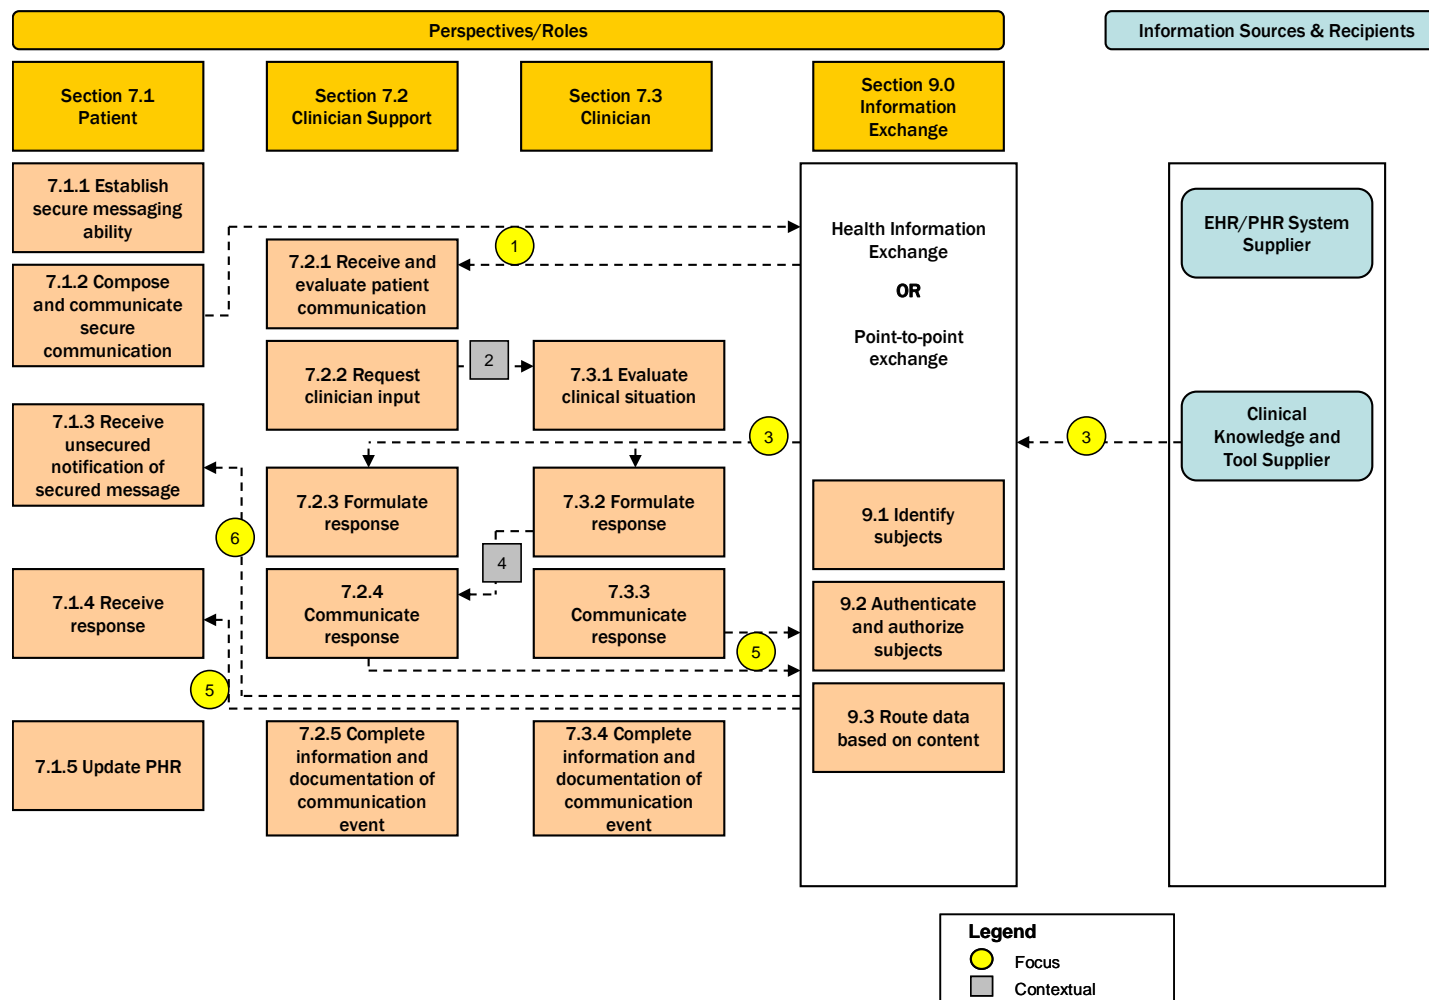 Perspectives/Roles
Information Sources & Recipients
Section 7.1
Patient
Section 7.2
Clinician Support
Section 7.3
Clinician
Section 9.0
Information
Exchange
7.1.1 Establish
secure messaging
ability
7.1.2 Compose
and communicate
secure
communication
7.1.3 Receive
unsecured
notification of
secured message
7.1.4 Receive
response
7.1.5 Update PHR
7.2.1 Receive and
evaluate patient
communication
7.2.2 Request
clinician input
7.2.3 Formulate
response
7.2.4
Communicate
response
7.2.5 Complete
information and
documentation of
communication
event
7.3.1 Evaluate
clinical situation
7.3.2 Formulate
response
7.3.3
Communicate
response
7.3.4 Complete
information and
documentation of
communication
event
1
2
3
4
5
6
5
Health Information
Exchange
OR
Point-to-point
exchange
9.1 Identify
subjects
9.2 Authenticate
and authorize
subjects
9.3 Route data
based on content
3
EHR/PHR System
Supplier
Clinical
Knowledge and
Tool Supplier
Legend
Focus
Contextual